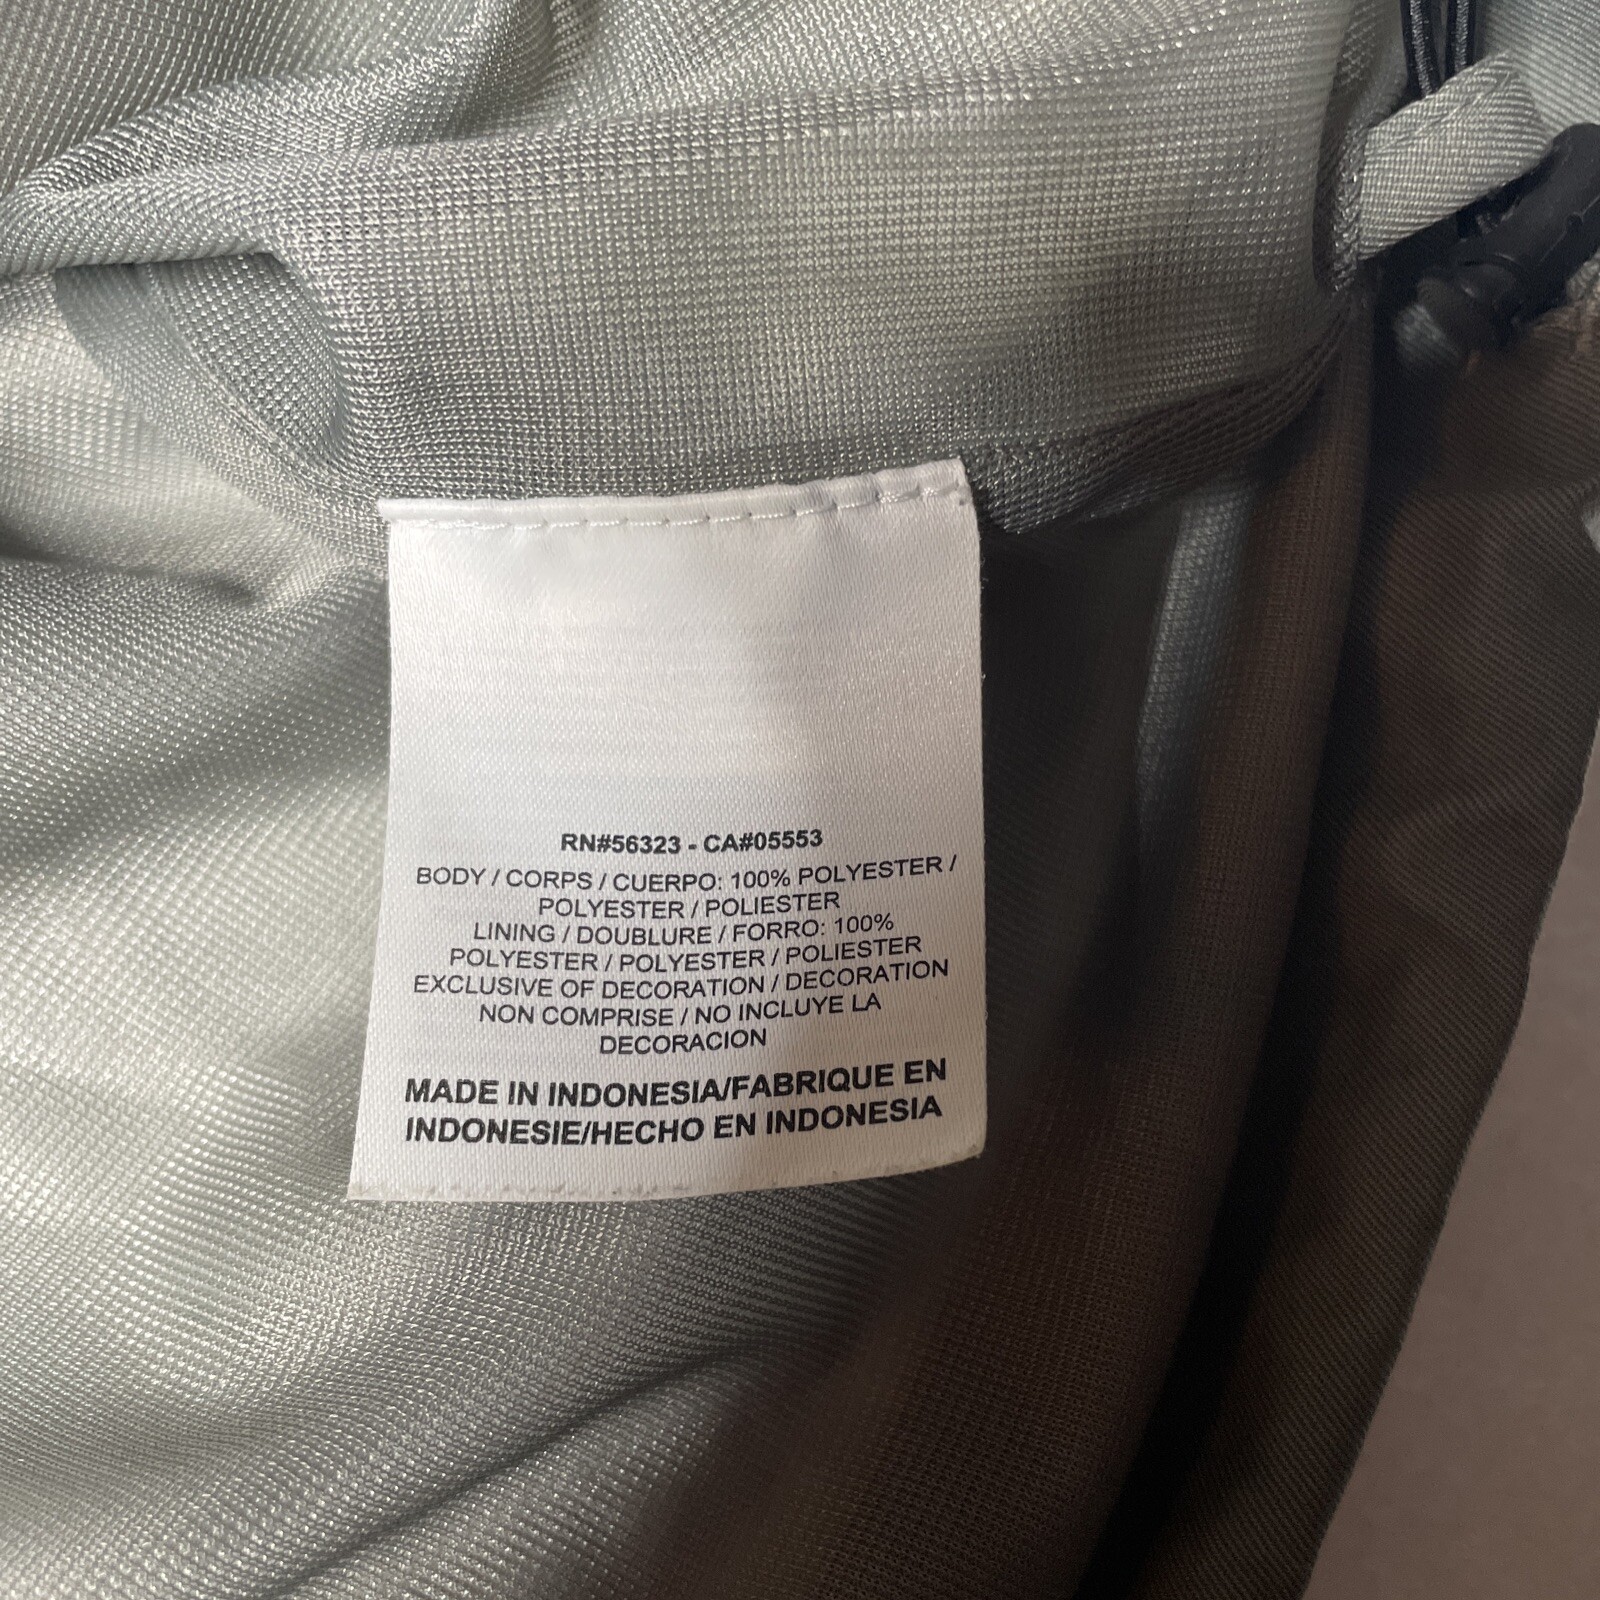 RN#56323 - CA#05553
BODY / CORPS / CUERPO: 100% POLYESTER /
POLYESTER / POLIESTER
LINING / DOUBLURE / FORRO: 100%
POLYESTER / POLYESTER / POLIESTER
EXCLUSIVE OF DECORATION / DECORATION
NON COMPRISE / NO INCLUYE LA
DECORACION
MADE IN INDONESIA/FABRIQUE EN
INDONESIE/HECHO EN INDONESIA